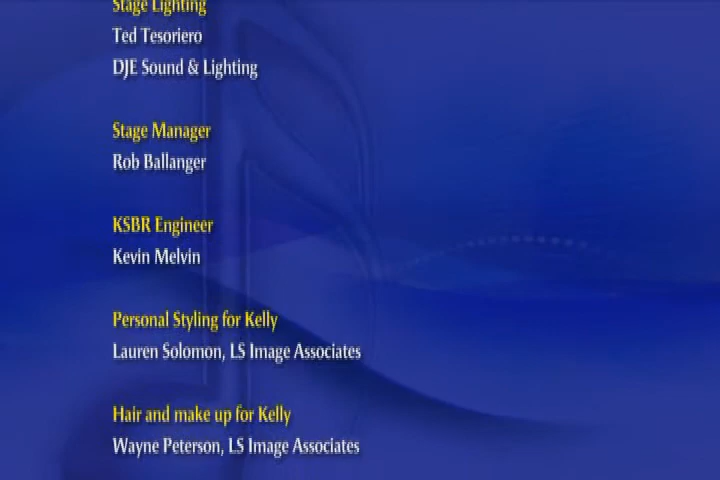 Stage Lighting
Ted Tesoriero
DJE Sound & Lighting
Stage Manager
Rob Ballanger
KSBR Engineer
Kevin Melvin
Personal Styling for Kelly
Lauren Solomon, LS Image Associates
Hair and make up for Kelly
Wayne Peterson, LS Image Associates